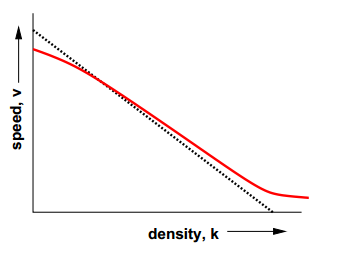 speed, v
density, k